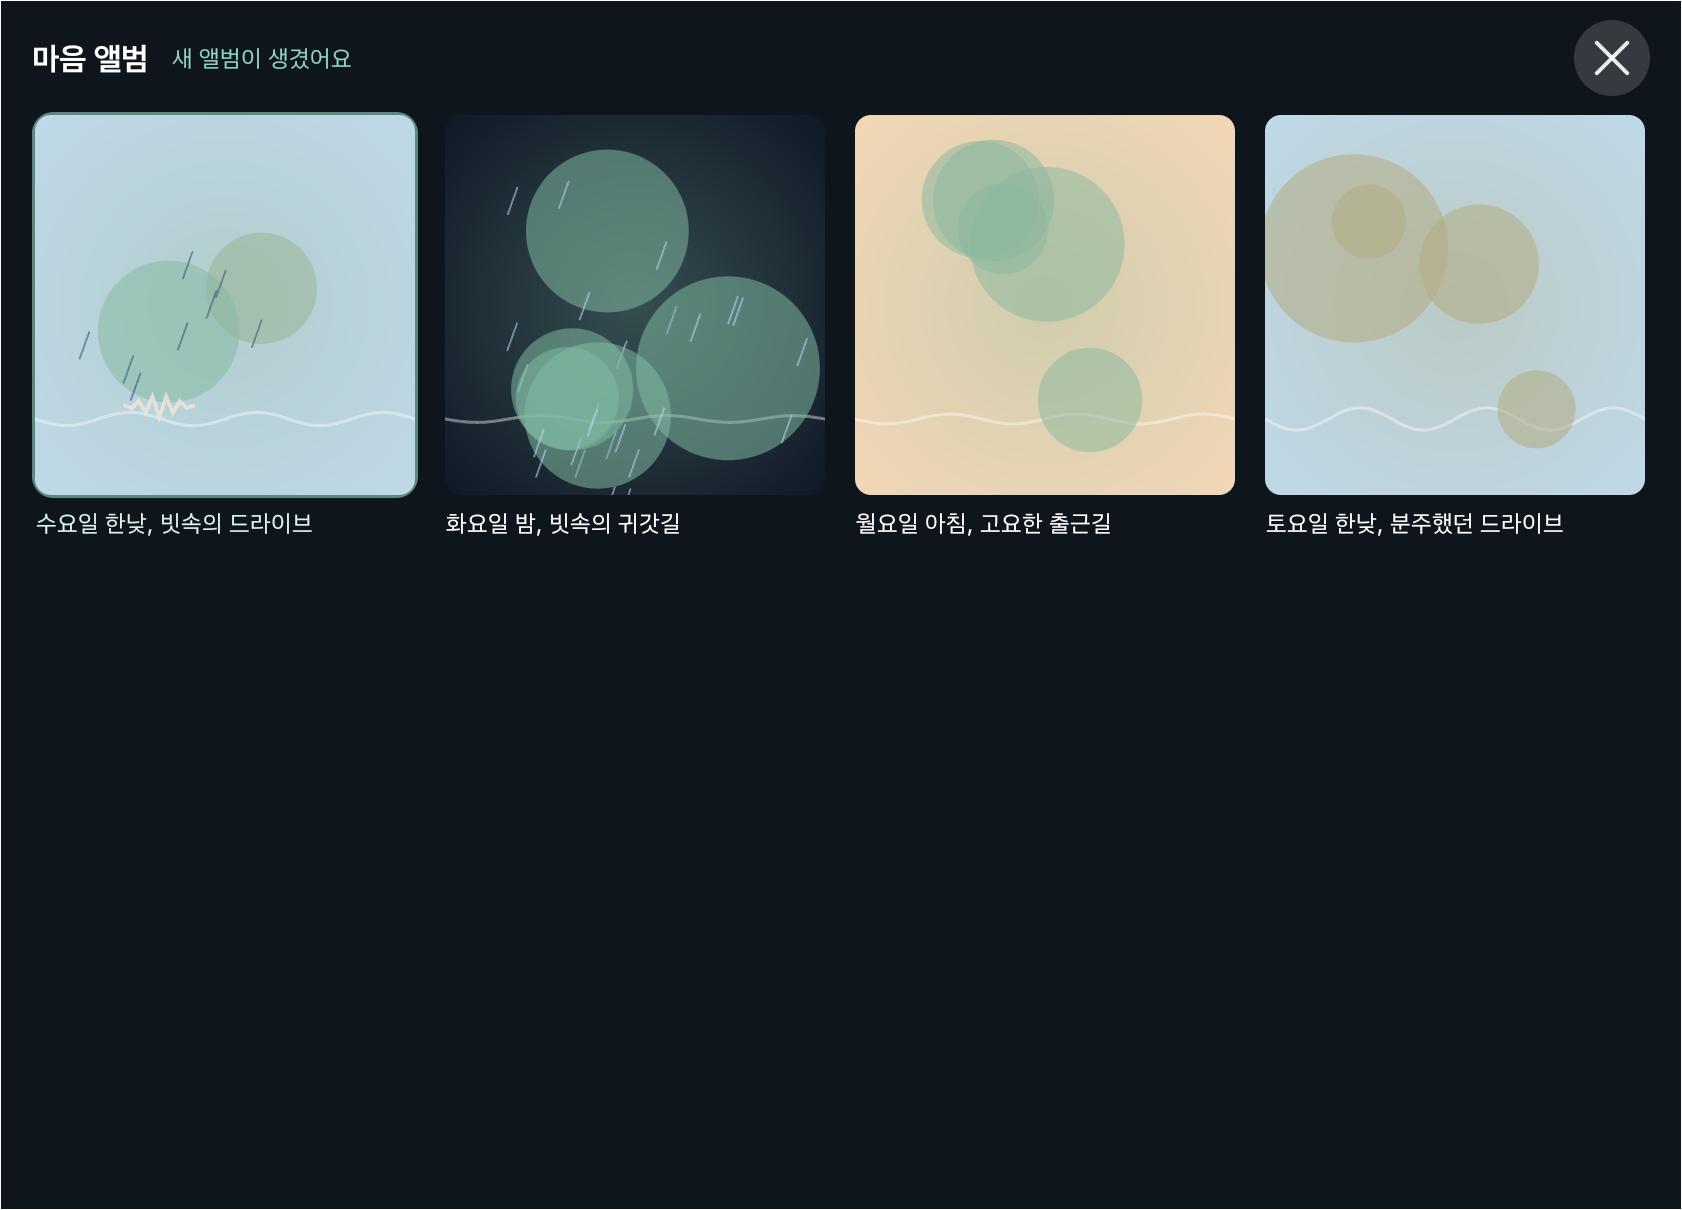 마음 앨범 새 앨범이 생겼어요
수요일 한낮, 빗속의 드라이브
화요일 밤, 빗속의 귀갓길
월요일 아침, 고요한 출근길
토요일 한낮, 분주했던 드라이브